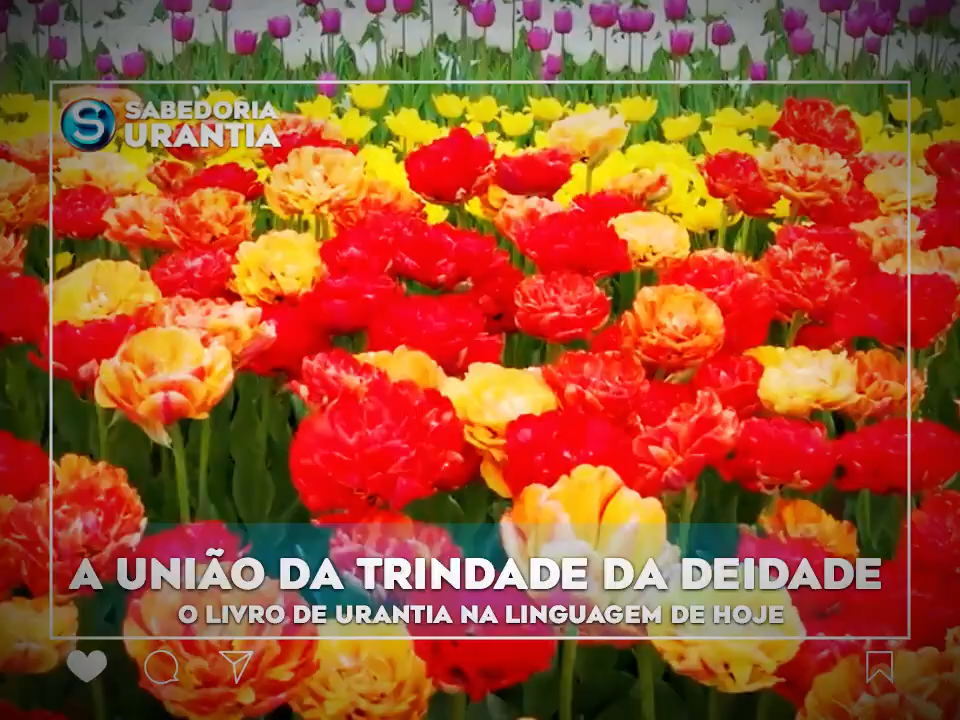 SABEDORIA
URANTIA
A UNIÃO DA TRINDADE DA DEIDADE
O LIVRO DE URANTIA NA LINGUAGEM DE HOJE